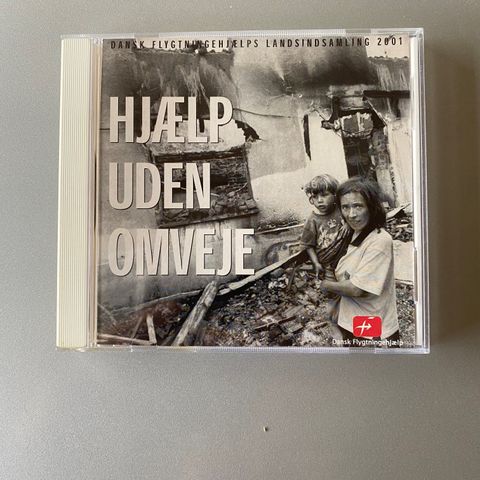 DANSK FLYGTNINGEHJÆLPS LANDSINDSAMLING 2001
HJÆLP
UDEN
OMVEJE
Dansk Flygtningehjælp